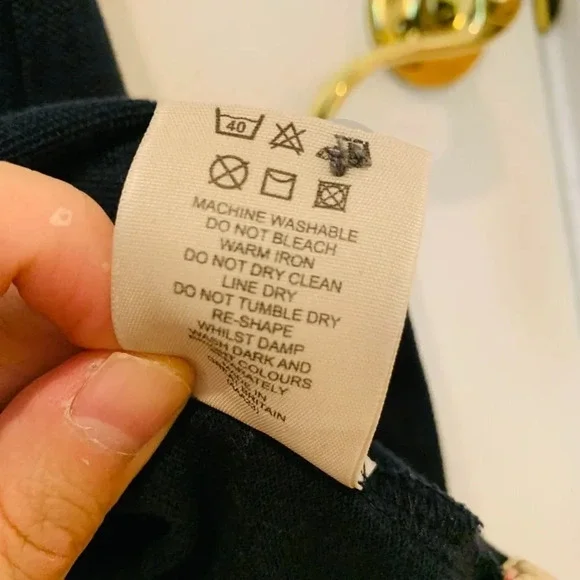 40
MACHINE WASHABLE
DO NOT BLEACH
WARM IRON
DO NOT DRY CLEAN
LINE DRY
DO NOT TUMBLE DRY
RE-SHAPE
WHILST DAMP
WASH DARK AND
COLOURS